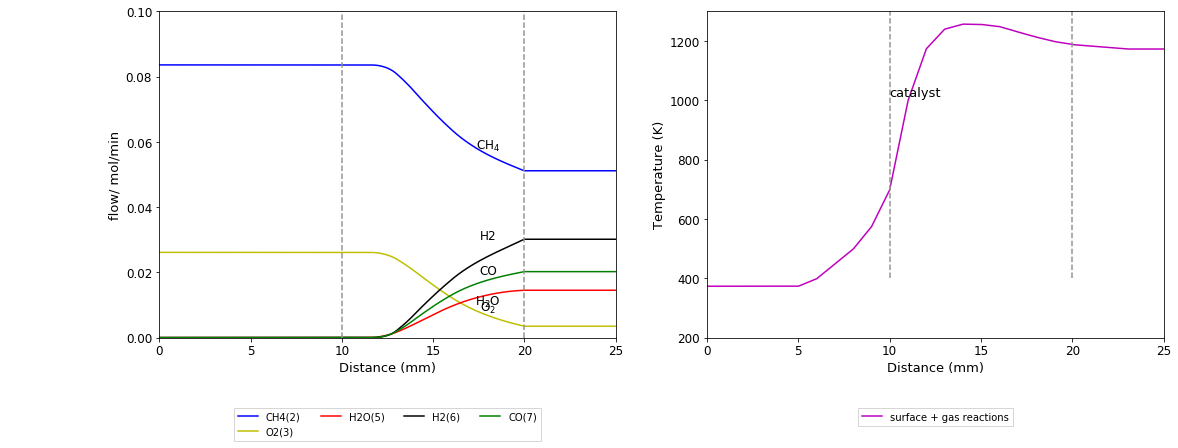 0.10
0.08
0.06
0.04
0.02
0.00
flow/ mol/min
CH4
H2
CO
H2O
O2
0 5 10 15 20 25
Distance (mm)
CH4(2) H2O(5) H2(6) CO(7)
O2(3)
1200
1000
800
600
400
200
Temperature (K)
catalyst
0 5 10 15 20 25
Distance (mm)
surface + gas reactions